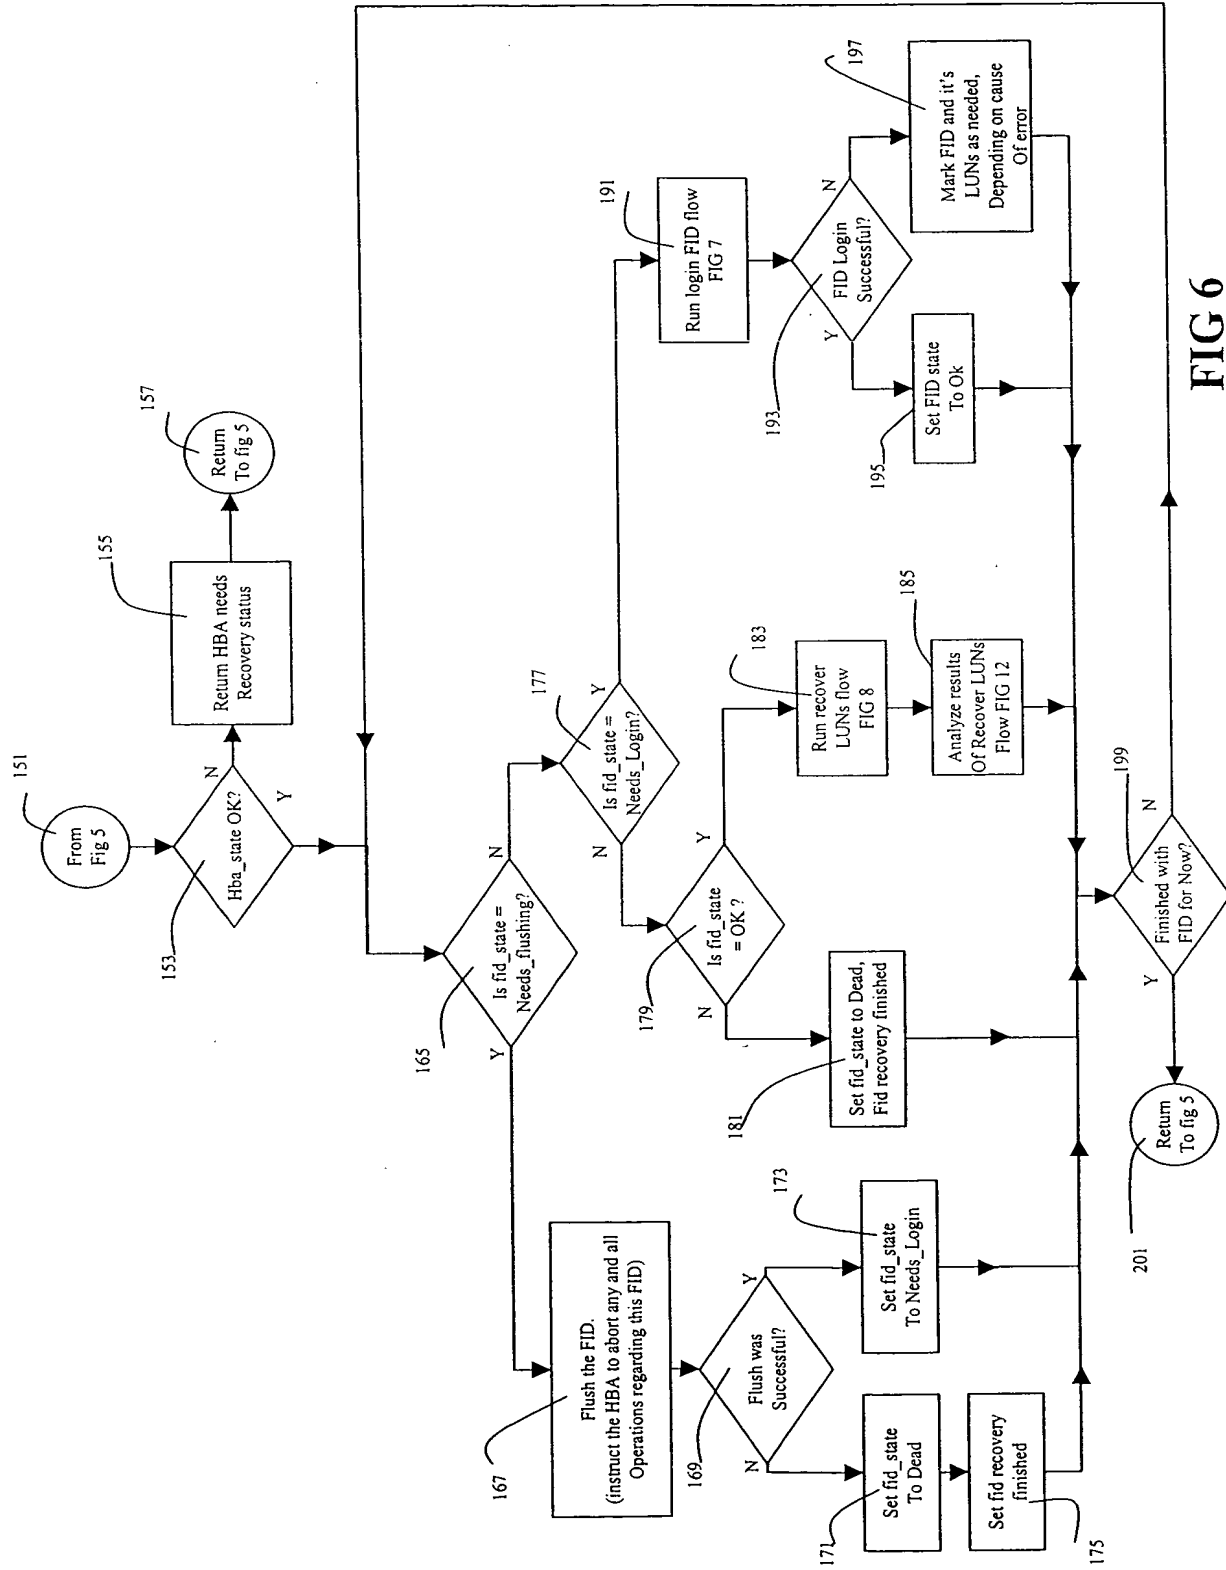 151
From
Fig 5
153
Hba_state OK?
N
Y
155
Return HBA needs
Recovery status
157
Return
To fig 5
165
Is fid_state =
Needs_flushing?
Y
N
167
Flush the FID.
(instruct the HBA to abort any and all
Operations regarding this FID)
169
Flush was
Successful?
N
Y
171
Set fid_state
To Dead
173
Set fid_state
To Needs_Login
175
Set fid recovery
finished
177
Is fid_state =
Needs_Login?
N
Y
179
Is fid_state
= OK ?
N
Y
181
Set fid_state to Dead,
Fid recovery finished
183
Run recover
LUNs flow
FIG 8
185
Analyze results
Of Recover LUNs
Flow FIG 12
191
Run login FID flow
FIG 7
193
FID Login
Successful?
Y
N
195
Set FID state
To Ok
197
Mark FID and it's
LUNs as needed,
Depending on cause
Of error
199
Finished with
FID for Now?
Y
N
201
Return
To fig 5
FIG 6